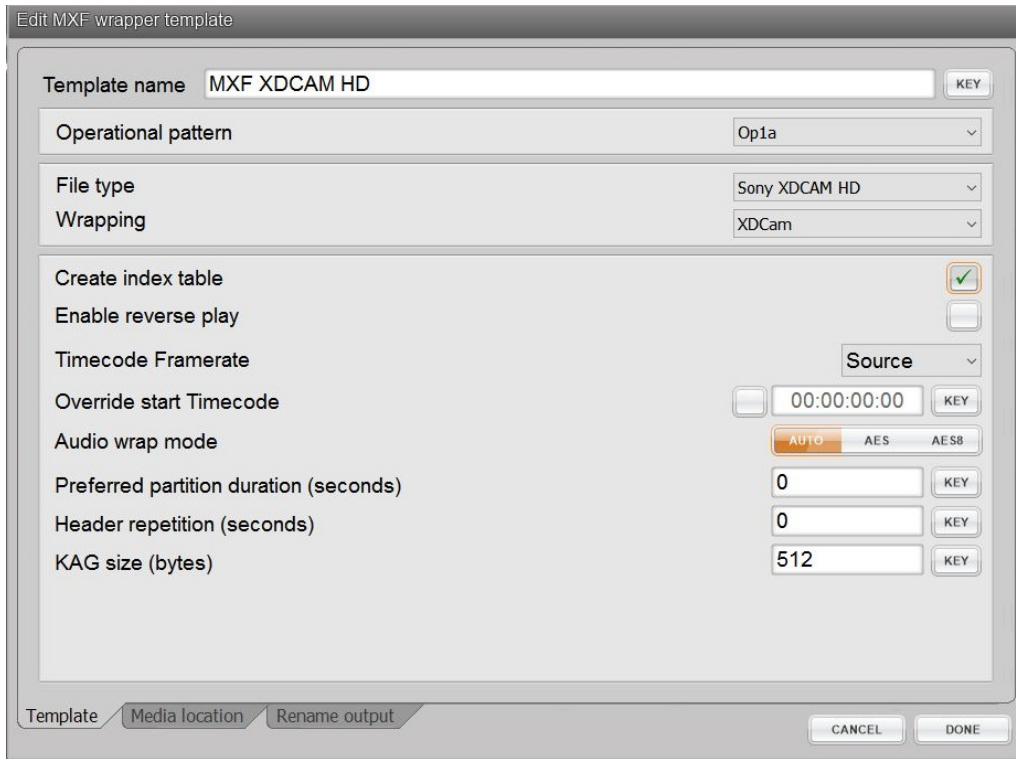 Edit MXF wrapper template
Template name MXF XDCAM HD KEY
Operational pattern Op1a
File type Sony XDCAM HD
Wrapping XDCam
Create index table
Enable reverse play
Timecode Framerate Source
Override start Timecode 00:00:00:00 KEY
Audio wrap mode AUTO AES AES8
Preferred partition duration (seconds) 0 KEY
Header repetition (seconds) 0 KEY
KAG size (bytes) 512 KEY
Template Media location Rename output
CANCEL DONE